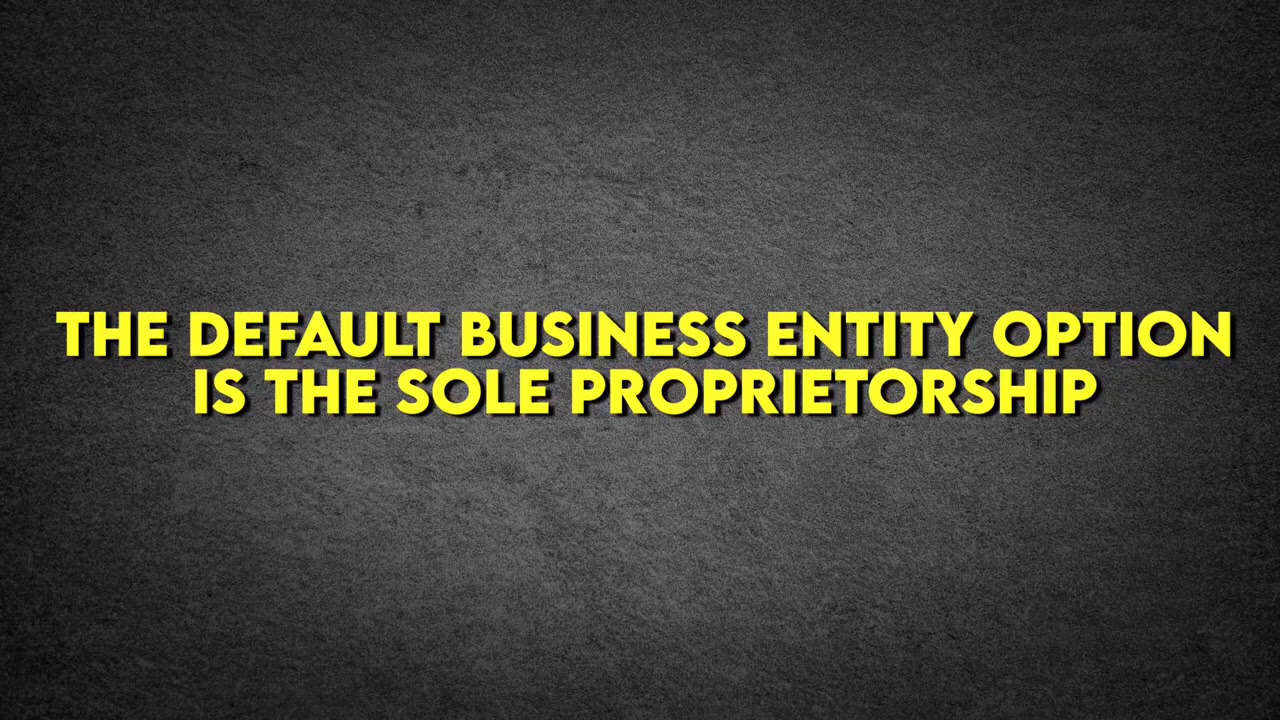 THE DEFAULT BUSINESS ENTITY OPTION
IS THE SOLE PROPRIETORSHIP